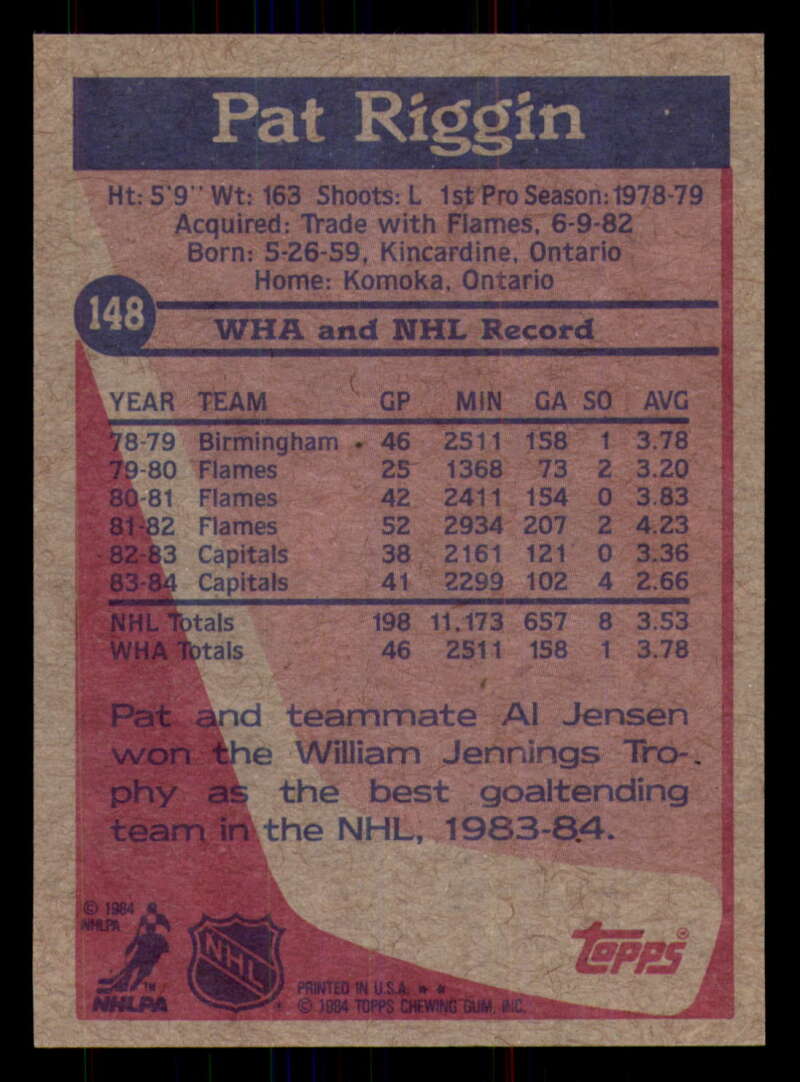 Pat Riggin
Ht: 5'9" Wt: 163 Shoots: L 1st Pro Season: 1978-79
Acquired: Trade with Flames, 6-9-82
Born: 5-26-59, Kincardine, Ontario
Home: Komoka, Ontario
148
WHA and NHL Record
YEAR TEAM GP MIN GA SO AVG
78-79 Birmingham 46 2511 158 1 3.78
79-80 Flames 25 1368 73 2 3.20
80-81 Flames 42 2411 154 0 3.83
81-82 Flames 52 2934 207 2 4.23
82-83 Capitals 38 2161 121 0 3.36
83-84 Capitals 41 2299 102 4 2.66
NHL Totals 198 11,173 657 8 3.53
WHA Totals 46 2511 158 1 3.78
Pat and teammate Al Jensen
won the William Jennings Tro-
phy as the best goaltending
team in the NHL, 1983-84.
© 1984
NHLPA
TM
NHLPA
NHL
PRINTED IN U.S.A. * *
© 1984 TOPPS CHEWING GUM, INC.
topps ®